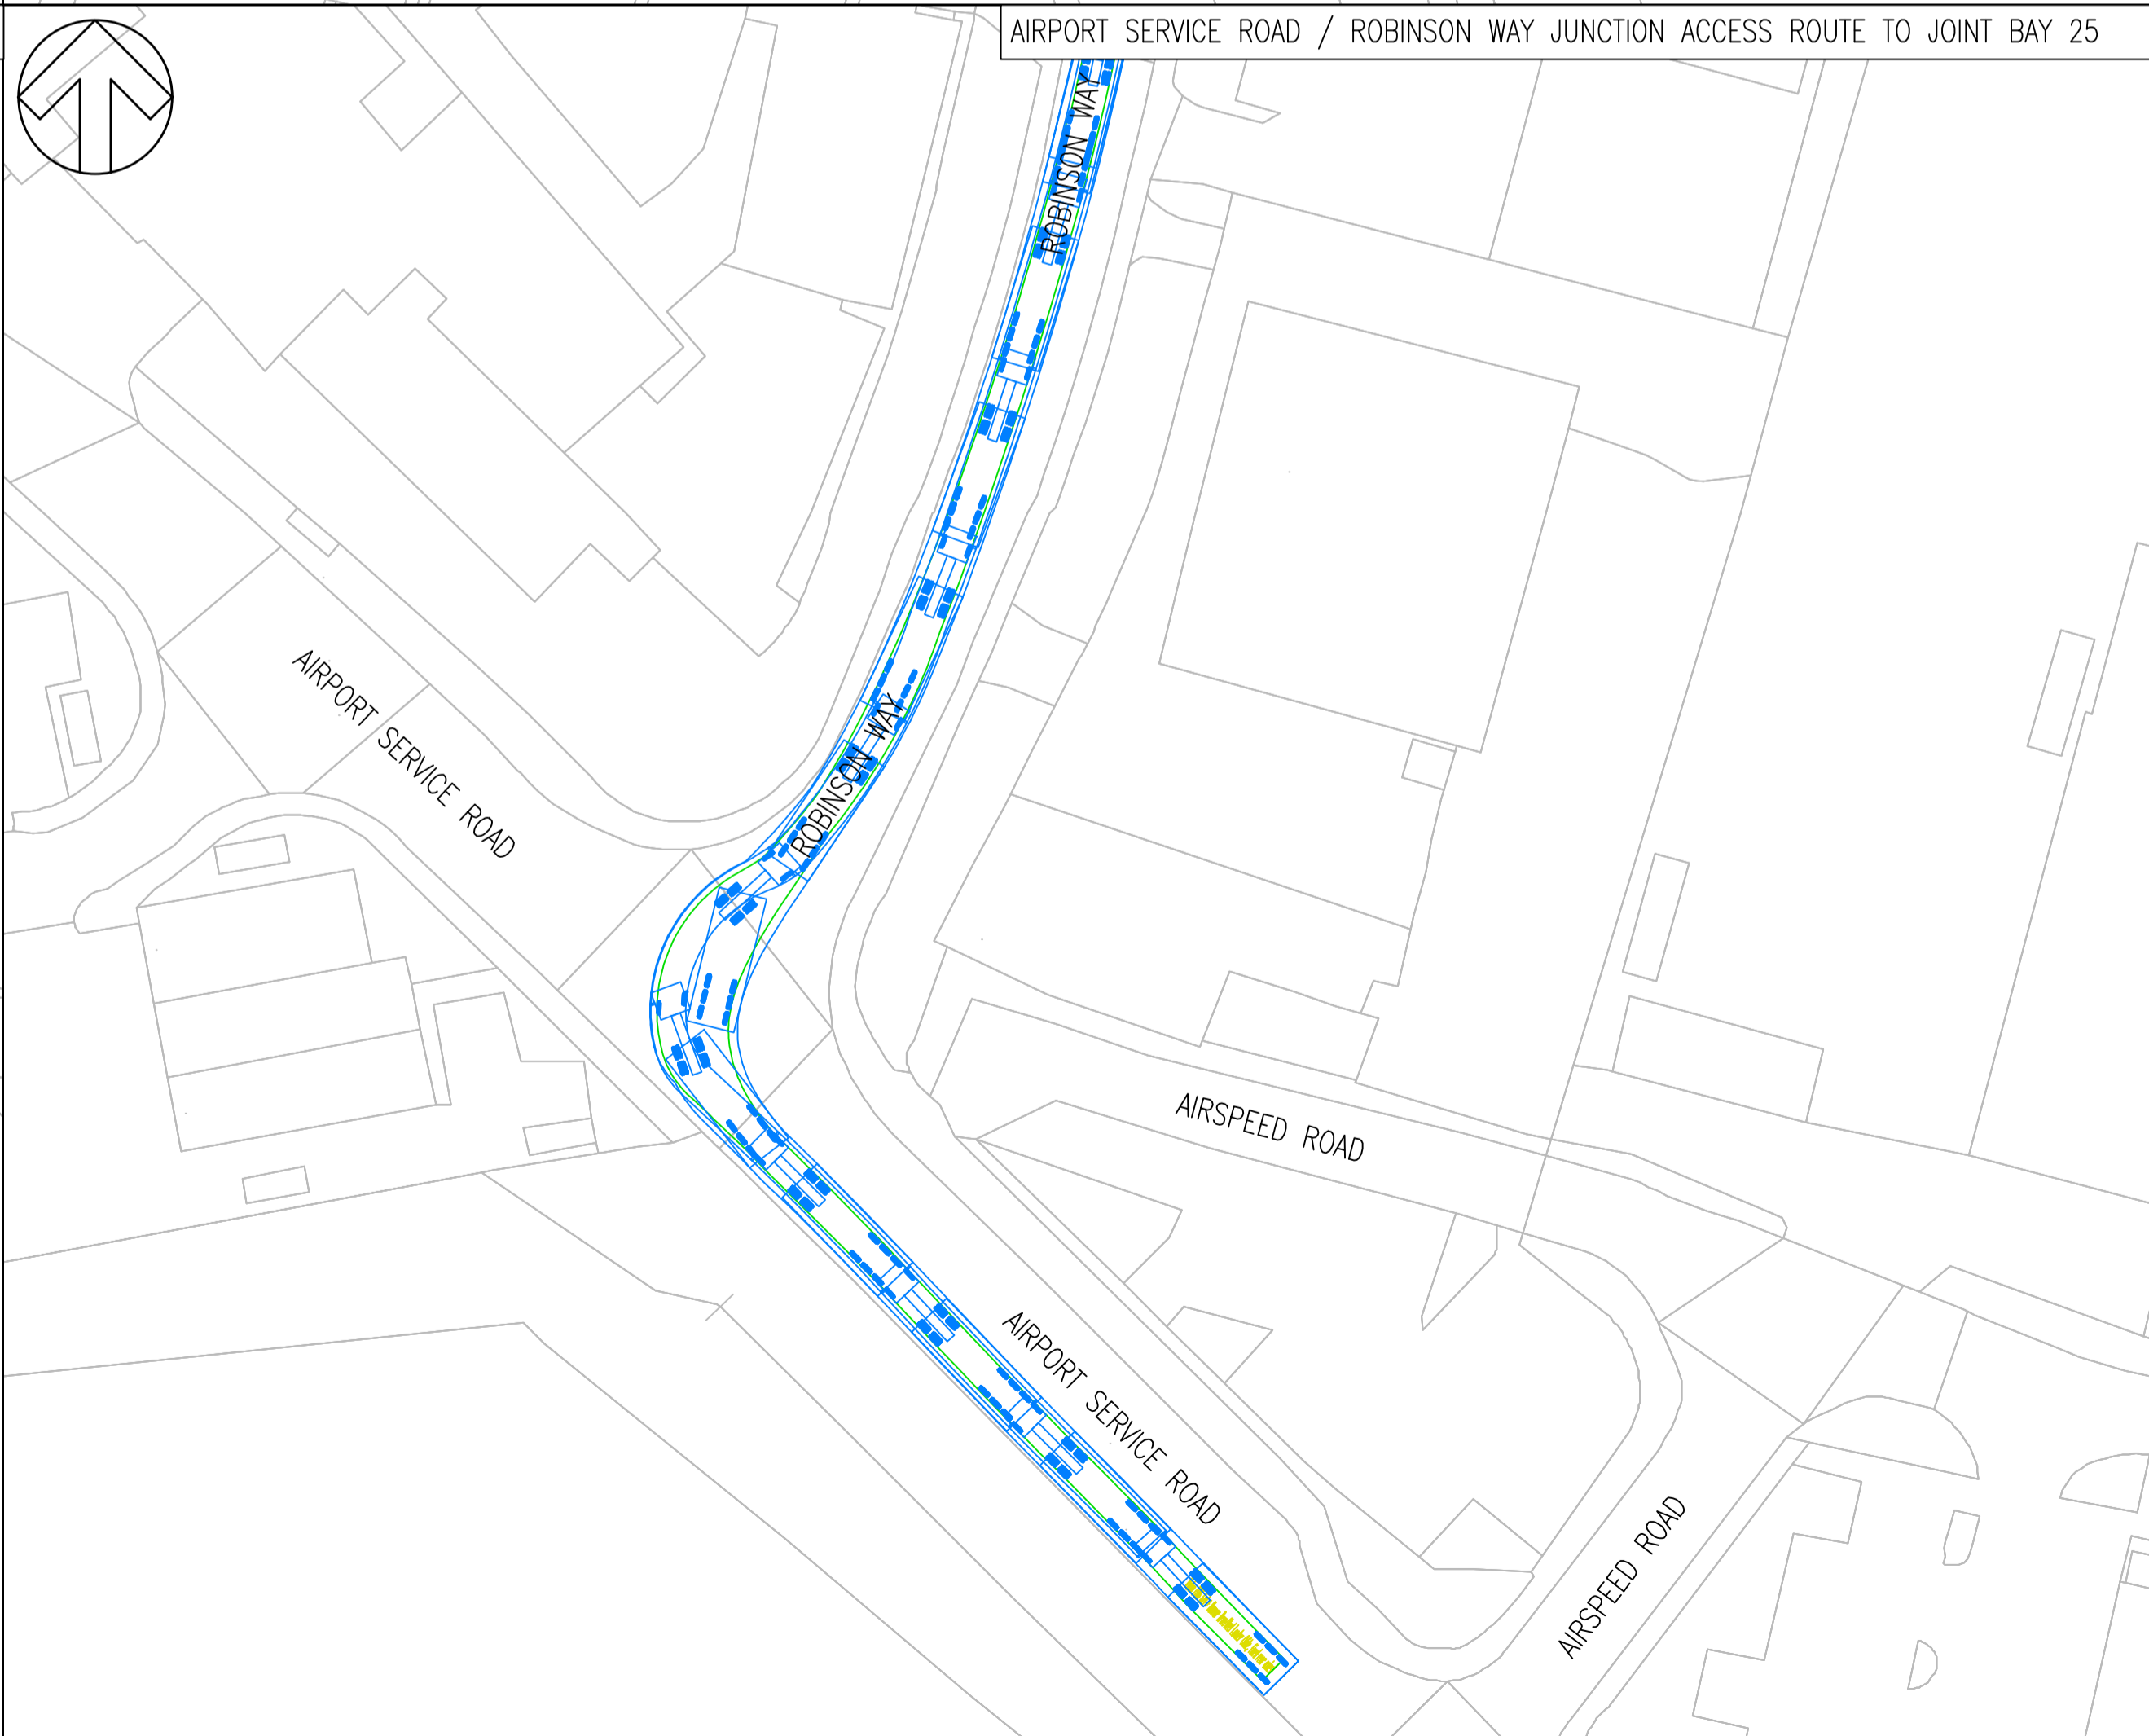 AIRPORT SERVICE ROAD / ROBINSON WAY JUNCTION ACCESS ROUTE TO JOINT BAY 25
ROBINSON WAY
AIRPORT SERVICE ROAD
ROBINSON WAY
AIRSPEED ROAD
AIRPORT SERVICE ROAD
AIRSPEED ROAD